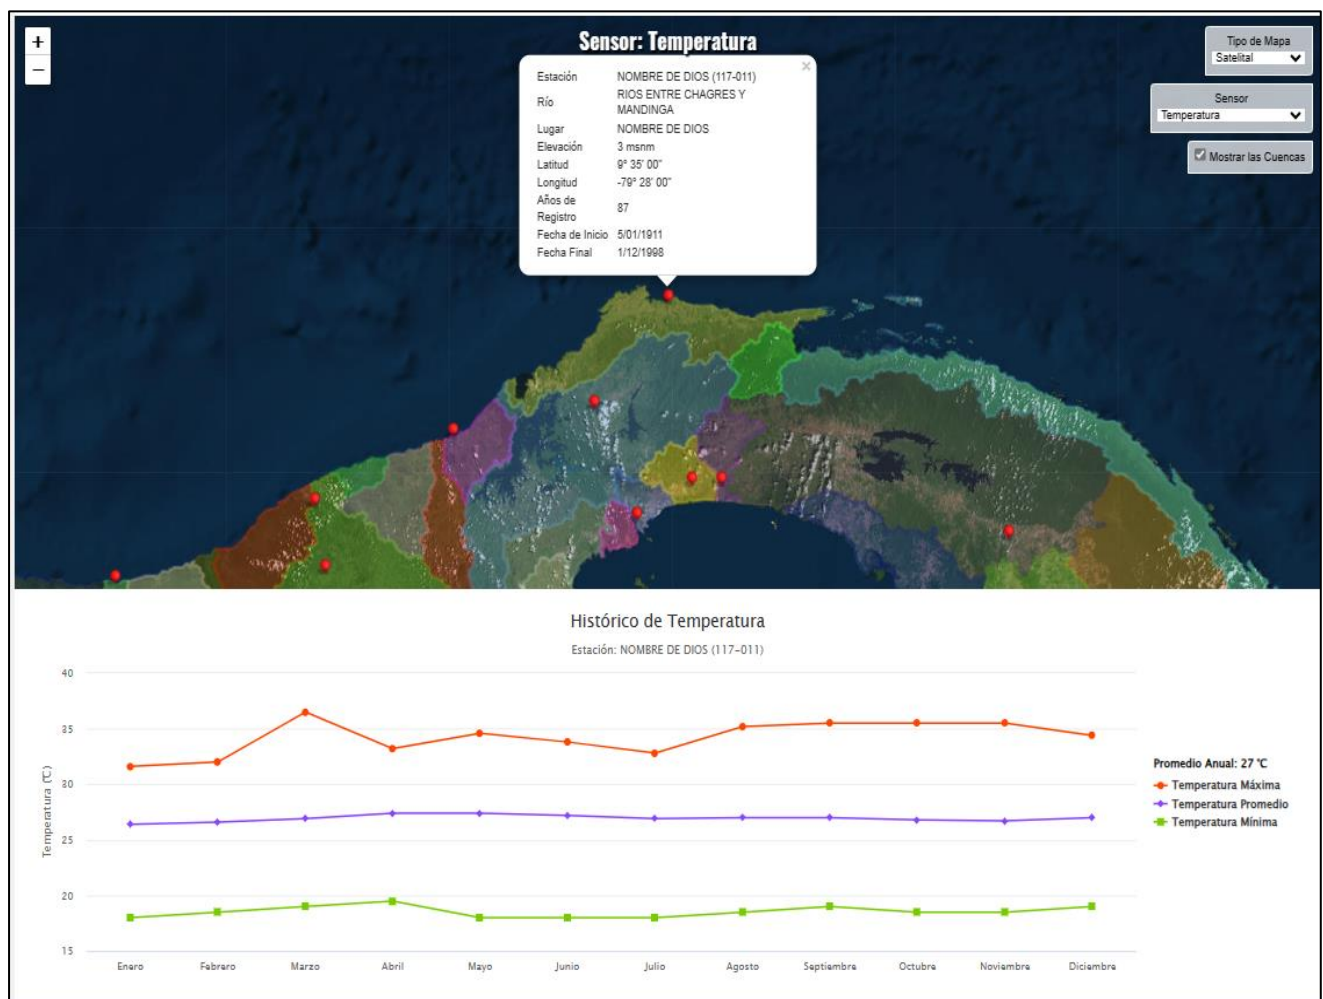 +
−
Sensor: Temperatura
Tipo de Mapa
Satelital
Sensor
Temperatura
Mostrar las Cuencas
×
Estación NOMBRE DE DIOS (117-011)
Río RIOS ENTRE CHAGRES Y
MANDINGA
Lugar NOMBRE DE DIOS
Elevación 3 msnm
Latitud 9° 35' 00"
Longitud -79° 28' 00"
Años de
Registro 87
Fecha de Inicio 5/01/1911
Fecha Final 1/12/1998
Histórico de Temperatura
Estación: NOMBRE DE DIOS (117-011)
Temperatura (°C)
40
35
30
25
20
15
Enero Febrero Marzo Abril Mayo Junio Julio Agosto Septiembre Octubre Noviembre Diciembre
Promedio Anual: 27 °C
Temperatura Máxima
Temperatura Promedio
Temperatura Mínima